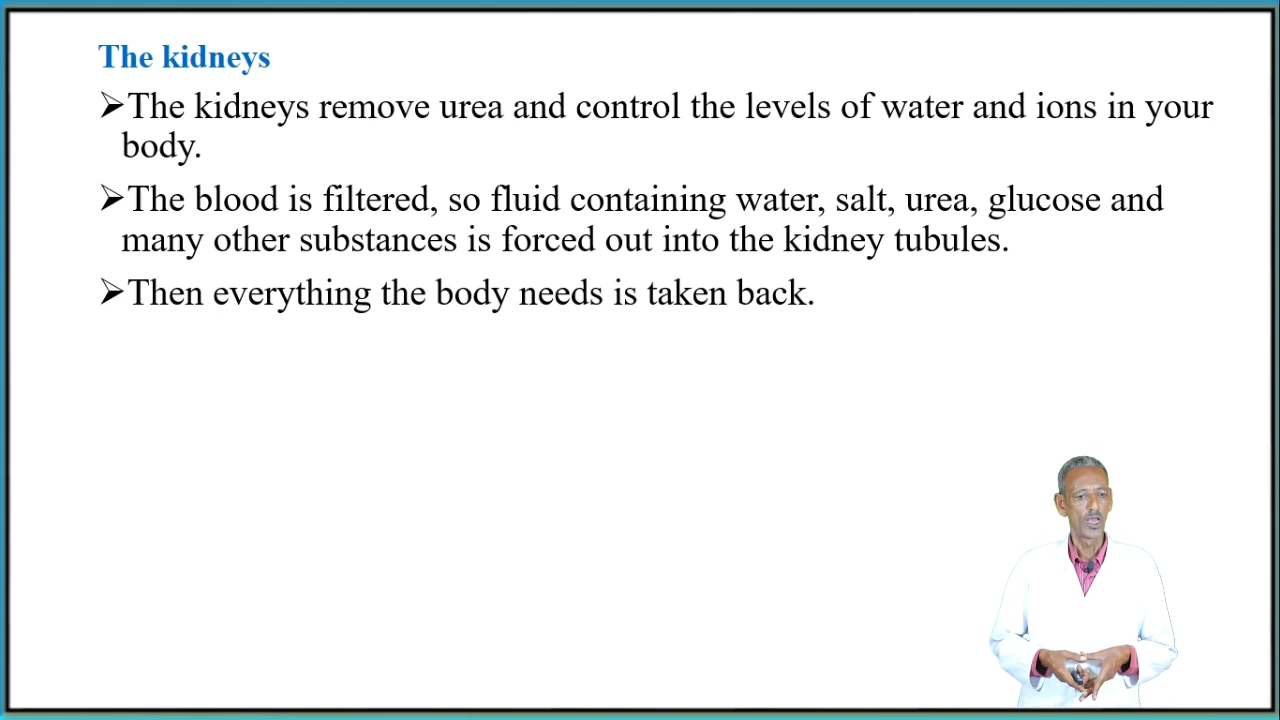 The kidneys
➢The kidneys remove urea and control the levels of water and ions in your
body.
➢The blood is filtered, so fluid containing water, salt, urea, glucose and
many other substances is forced out into the kidney tubules.
➢Then everything the body needs is taken back.